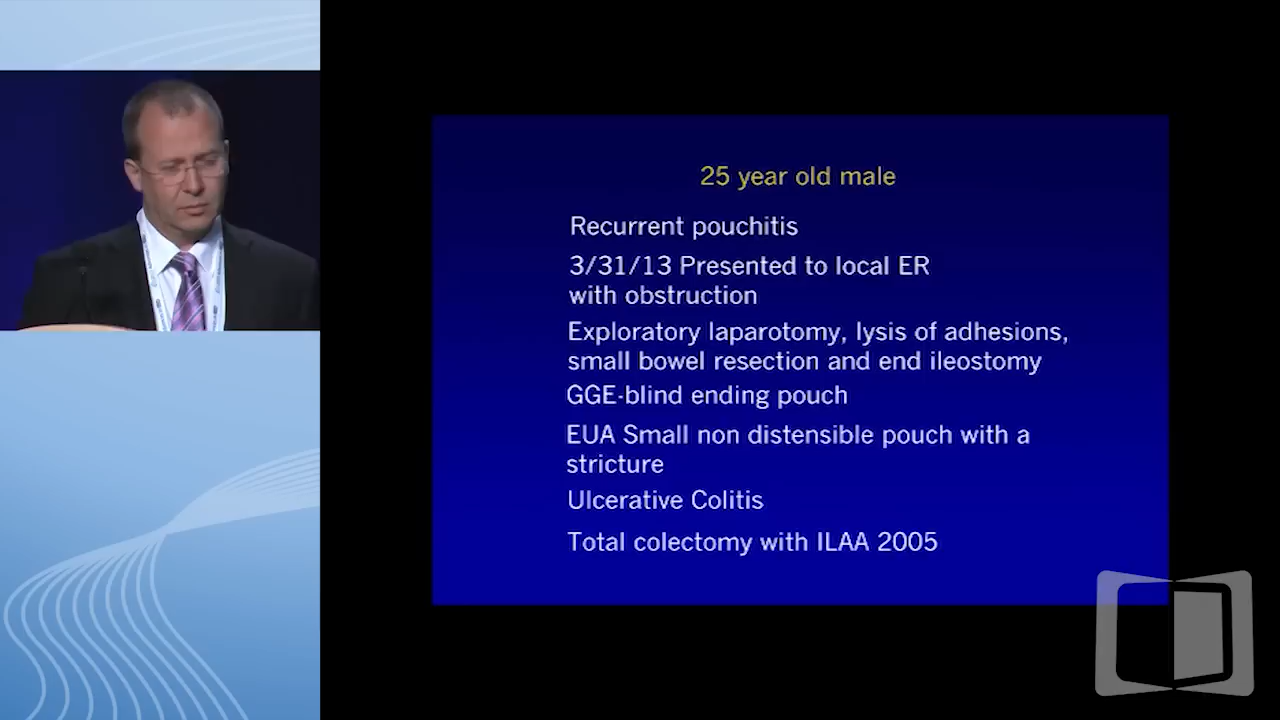 25 year old male
Recurrent pouchitis
3/31/13 Presented to local ER
with obstruction
Exploratory laparotomy, lysis of adhesions,
small bowel resection and end ileostomy
GGE-blind ending pouch
EUA Small non distensible pouch with a
stricture
Ulcerative Colitis
Total colectomy with ILAA 2005